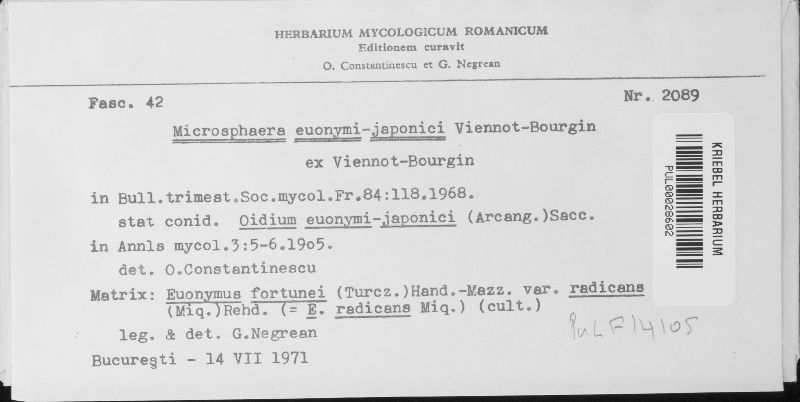 HERBARIUM MYCOLOGICUM ROMANICUM
Editionem curavit
O. Constantinescu et G. Negrean
Fasc. 42
Nr. 2089
Microsphaera euonymi-japonici Viennot-Bourgin
ex Viennot-Bourgin
in Bull.trimest.Soc.mycol.Fr.84:118.1968.
stat conid. Oidium euonymi-japonici (Arcang.)Sacc.
in Annls mycol.3:5-6.19o5.
det. O.Constantinescu
Matrix: Euonymus fortunei (Turcz.)Hand.-Mazz. var. radicans
(Miq.)Rehd. (= E. radicans Miq.) (cult.)
leg. & det. G.Negrean
Bucureşti - 14 VII 1971
PUL00028602
KRIEBEL HERBARIUM
PuL F14105